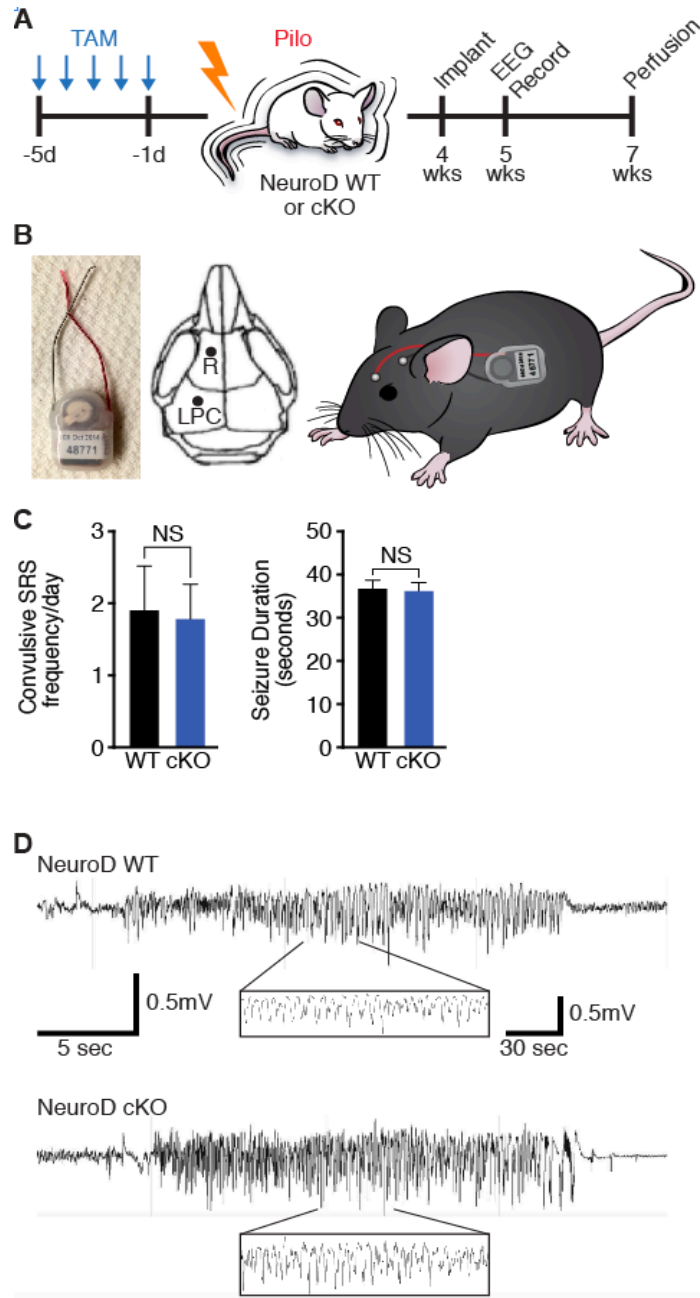 A
TAM
Pilo
Implant
EEG
Record
Perfusion
-5d
-1d
4
wks
5
wks
7
wks
NeuroD WT
or cKO
B
Oct 2014
48771
R
LPC
48771
C
3
2
1
0
Convulsive SRS
frequency/day
NS
WT cKO
50
40
30
20
10
0
Seizure Duration
(seconds)
NS
WT cKO
D
NeuroD WT
0.5mV
5 sec
0.5mV
30 sec
NeuroD cKO